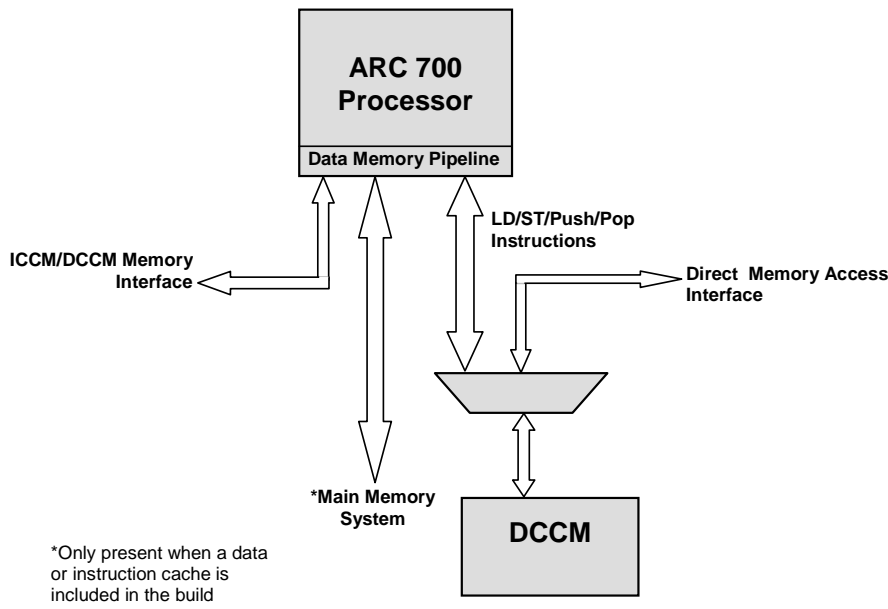 ARC 700
Processor
Data Memory Pipeline
LD/ST/Push/Pop
Instructions
ICCM/DCCM Memory
Interface
Direct Memory Access
Interface
*Main Memory
System
DCCM
*Only present when a data
or instruction cache is
included in the build